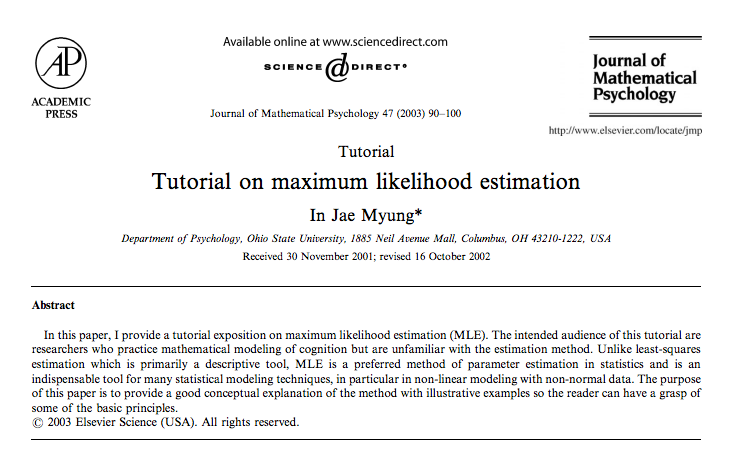 Available online at www.sciencedirect.com
AP
SCIENCE @ DIRECT®
ACADEMIC
PRESS
Journal of
Mathematical
Psychology
Journal of Mathematical Psychology 47 (2003) 90–100
http://www.elsevier.com/locate/jmp
Tutorial
Tutorial on maximum likelihood estimation
In Jae Myung*
Department of Psychology, Ohio State University, 1885 Neil Avenue Mall, Columbus, OH 43210-1222, USA
Received 30 November 2001; revised 16 October 2002
Abstract
In this paper, I provide a tutorial exposition on maximum likelihood estimation (MLE). The intended audience of this tutorial are
researchers who practice mathematical modeling of cognition but are unfamiliar with the estimation method. Unlike least-squares
estimation which is primarily a descriptive tool, MLE is a preferred method of parameter estimation in statistics and is an
indispensable tool for many statistical modeling techniques, in particular in non-linear modeling with non-normal data. The purpose
of this paper is to provide a good conceptual explanation of the method with illustrative examples so the reader can have a grasp of
some of the basic principles.
© 2003 Elsevier Science (USA). All rights reserved.